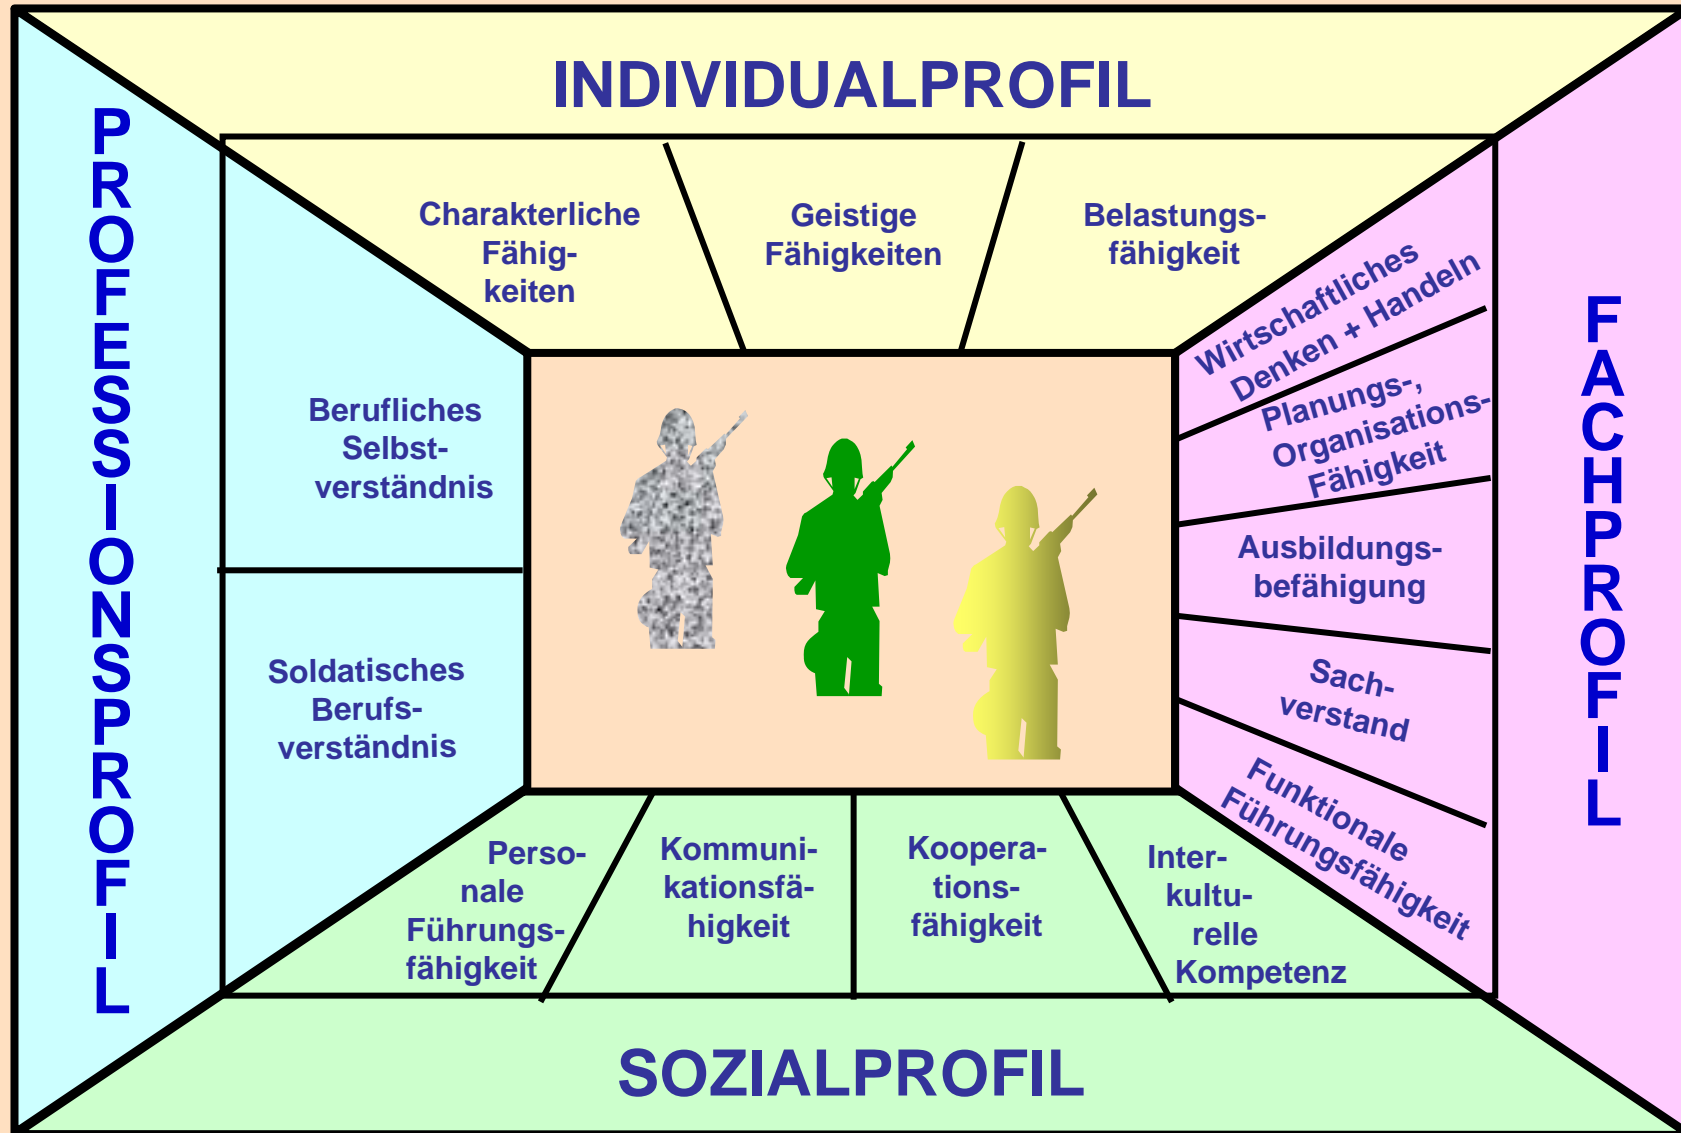 INDIVIDUALPROFIL
Charakterliche
Fähig-
keiten
Geistige
Fähigkeiten
Belastungs-
fähigkeit
PROFESSIONSPROFIL
Berufliches
Selbst-
verständnis
Soldatisches
Berufs-
verständnis
Wirtschaftliches
Denken + Handeln
Planungs-,
Organisations-
Fähigkeit
Ausbildungs-
befähigung
Sach-
verstand
Funktionale
Führungsfähigkeit
FACHPROFIL
Perso-
nale
Führungs-
fähigkeit
Kommuni-
kationsfä-
higkeit
Koopera-
tions-
fähigkeit
Inter-
kultu-
relle
Kompetenz
SOZIALPROFIL